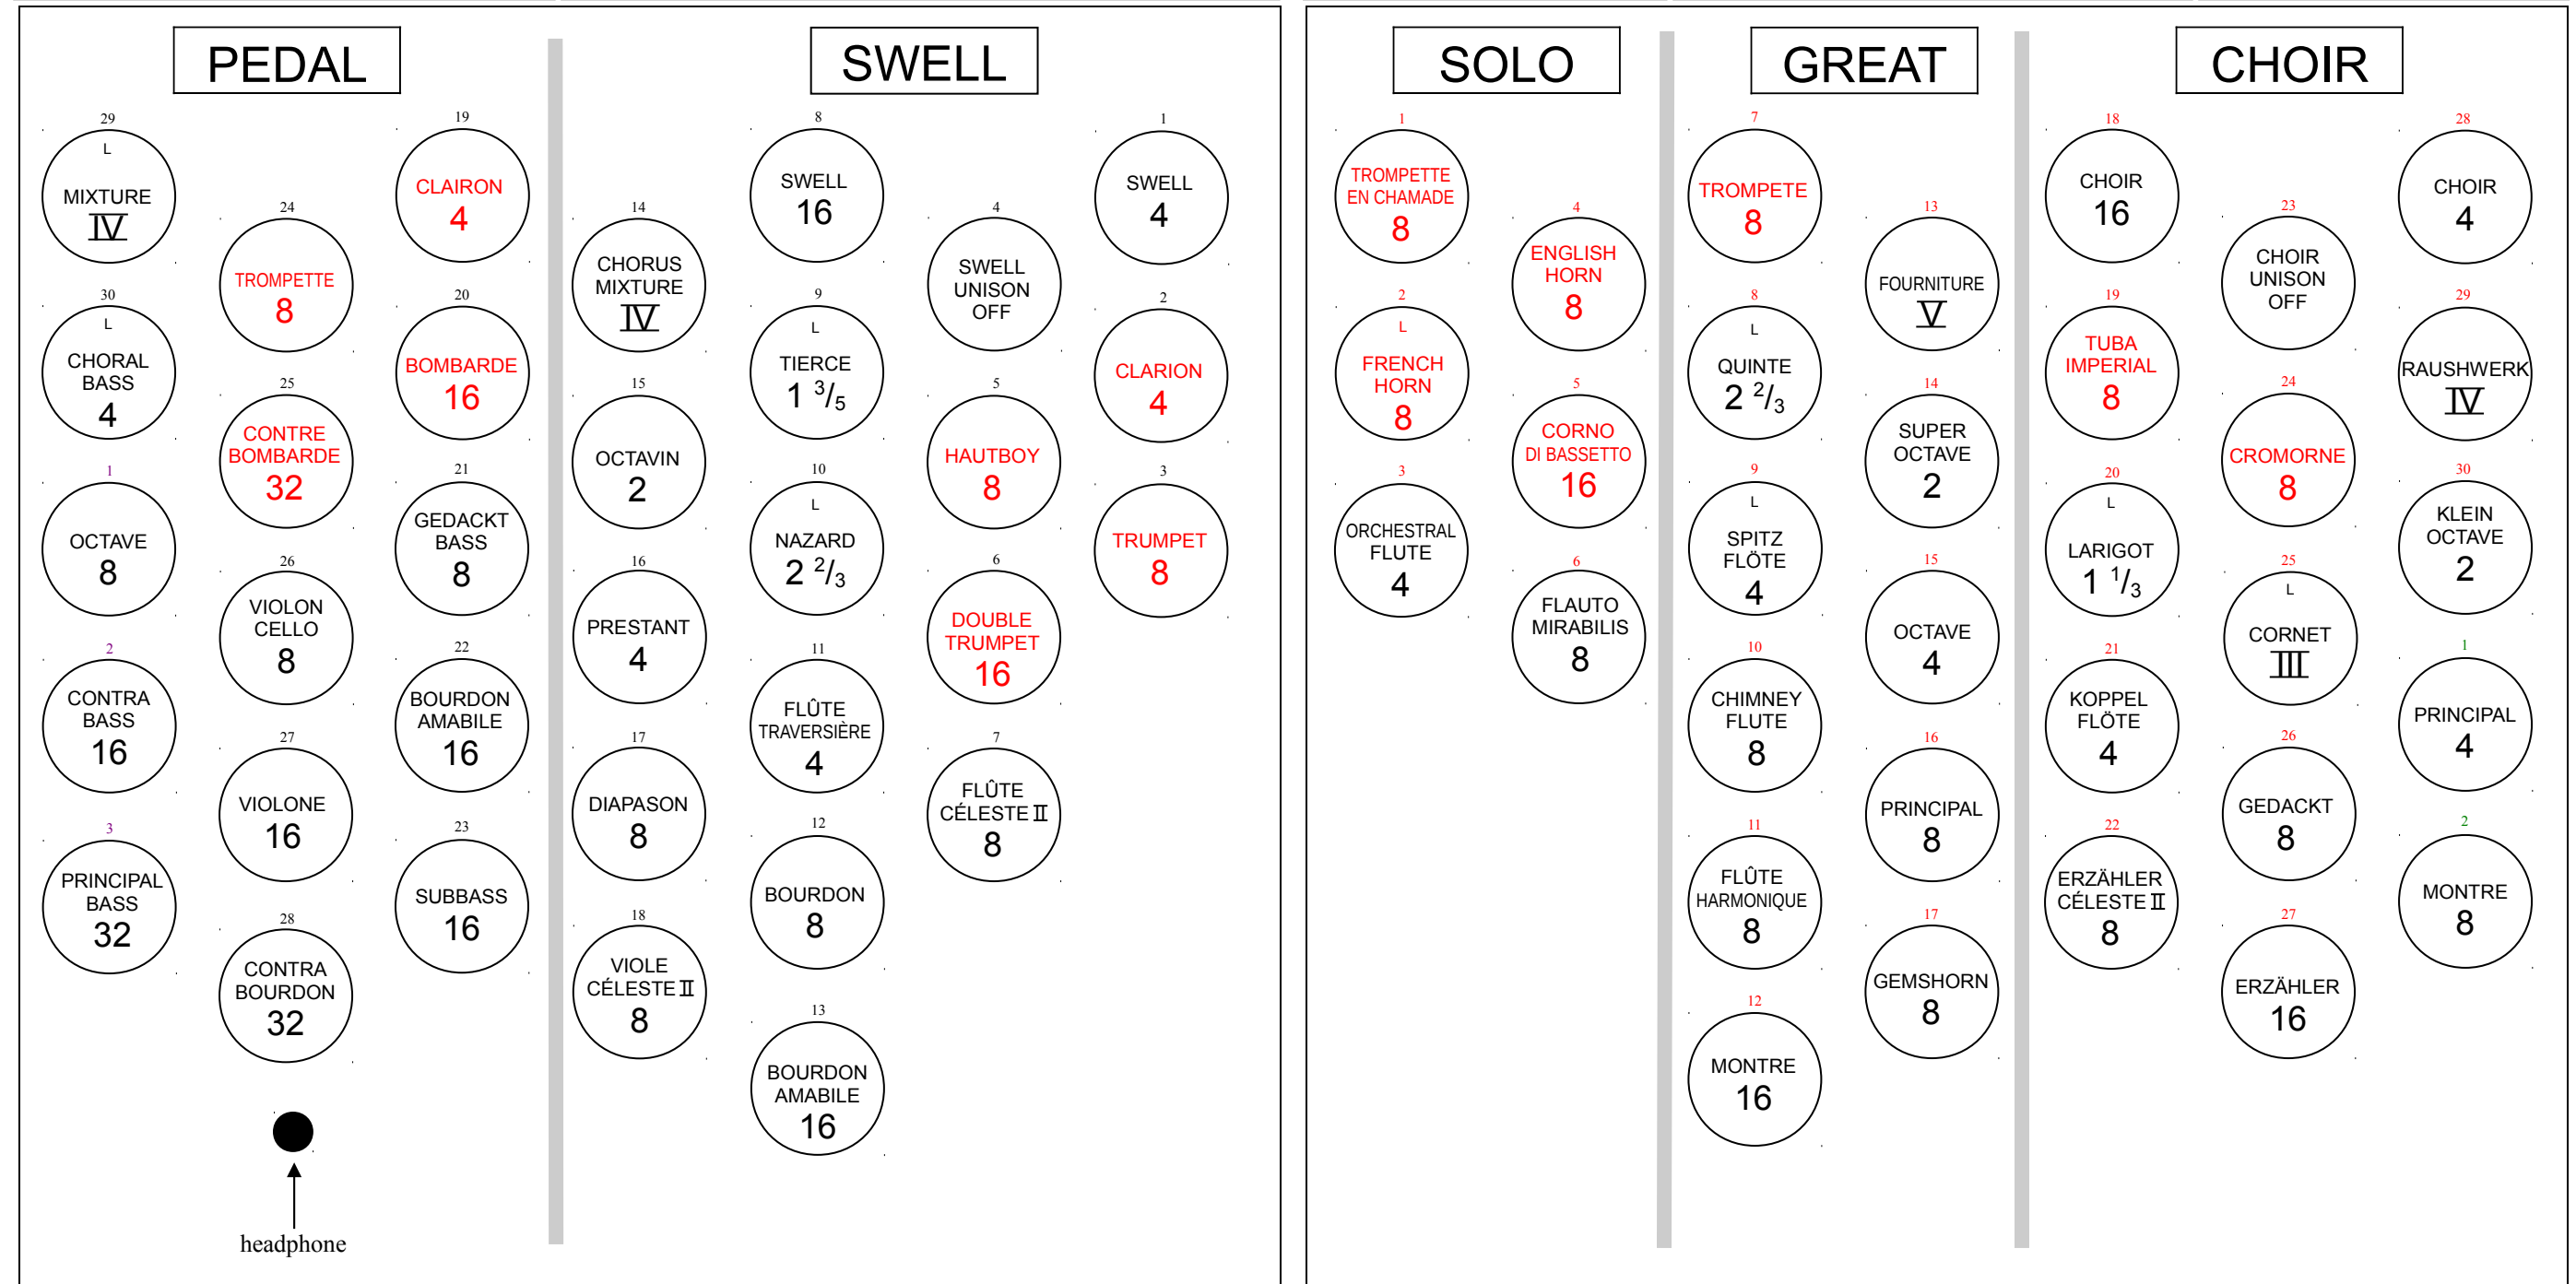 PEDAL
29
L
MIXTURE
IV
30
L
CHORAL
BASS
4
1
OCTAVE
8
2
CONTRA
BASS
16
3
PRINCIPAL
BASS
32
24
TROMPETTE
8
25
CONTRE
BOMBARDE
32
26
VIOLON
CELLO
8
27
VIOLONE
16
28
CONTRA
BOURDON
32
headphone
19
CLAIRON
4
20
BOMBARDE
16
21
GEDACKT
BASS
8
22
BOURDON
AMABILE
16
23
SUBBASS
16
SWELL
14
CHORUS
MIXTURE
IV
15
OCTAVIN
2
16
PRESTANT
4
17
DIAPASON
8
18
VIOLE
CÉLESTE II
8
8
SWELL
16
9
L
TIERCE
1 3/5
10
L
NAZARD
2 2/3
11
FLÛTE
TRAVERSIÈRE
4
12
BOURDON
8
13
BOURDON
AMABILE
16
4
SWELL
UNISON
OFF
5
HAUTBOY
8
6
DOUBLE
TRUMPET
16
7
FLÛTE
CÉLESTE II
8
1
SWELL
4
2
CLARION
4
3
TRUMPET
8
SOLO
1
TROMPETTE
EN CHAMADE
8
2
L
FRENCH
HORN
8
3
ORCHESTRAL
FLUTE
4
4
ENGLISH
HORN
8
5
CORNO
DI BASSETTO
16
6
FLAUTO
MIRABILIS
8
GREAT
7
TROMPETE
8
8
L
QUINTE
2 2/3
9
L
SPITZ
FLÖTE
4
10
CHIMNEY
FLUTE
8
11
FLÛTE
HARMONIQUE
8
12
MONTRE
16
13
FOURNITURE
V
14
SUPER
OCTAVE
2
15
OCTAVE
4
16
PRINCIPAL
8
17
GEMSHORN
8
CHOIR
18
CHOIR
16
19
TUBA
IMPERIAL
8
20
L
LARIGOT
1 1/3
21
KOPPEL
FLÖTE
4
22
ERZÄHLER
CÉLESTE II
8
23
CHOIR
UNISON
OFF
24
CROMORNE
8
25
L
CORNET
III
26
GEDACKT
8
27
ERZÄHLER
16
28
CHOIR
4
29
RAUSHWERK
IV
30
KLEIN
OCTAVE
2
1
PRINCIPAL
4
2
MONTRE
8